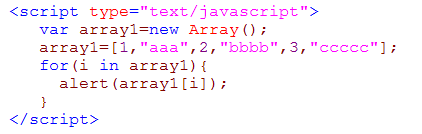 <script type="text/javascript">
var array1=new Array();
array1=[1,"aaa",2,"bbbb",3,"ccccc"];
for(i in array1){
alert(array1[i]);
}
</script>